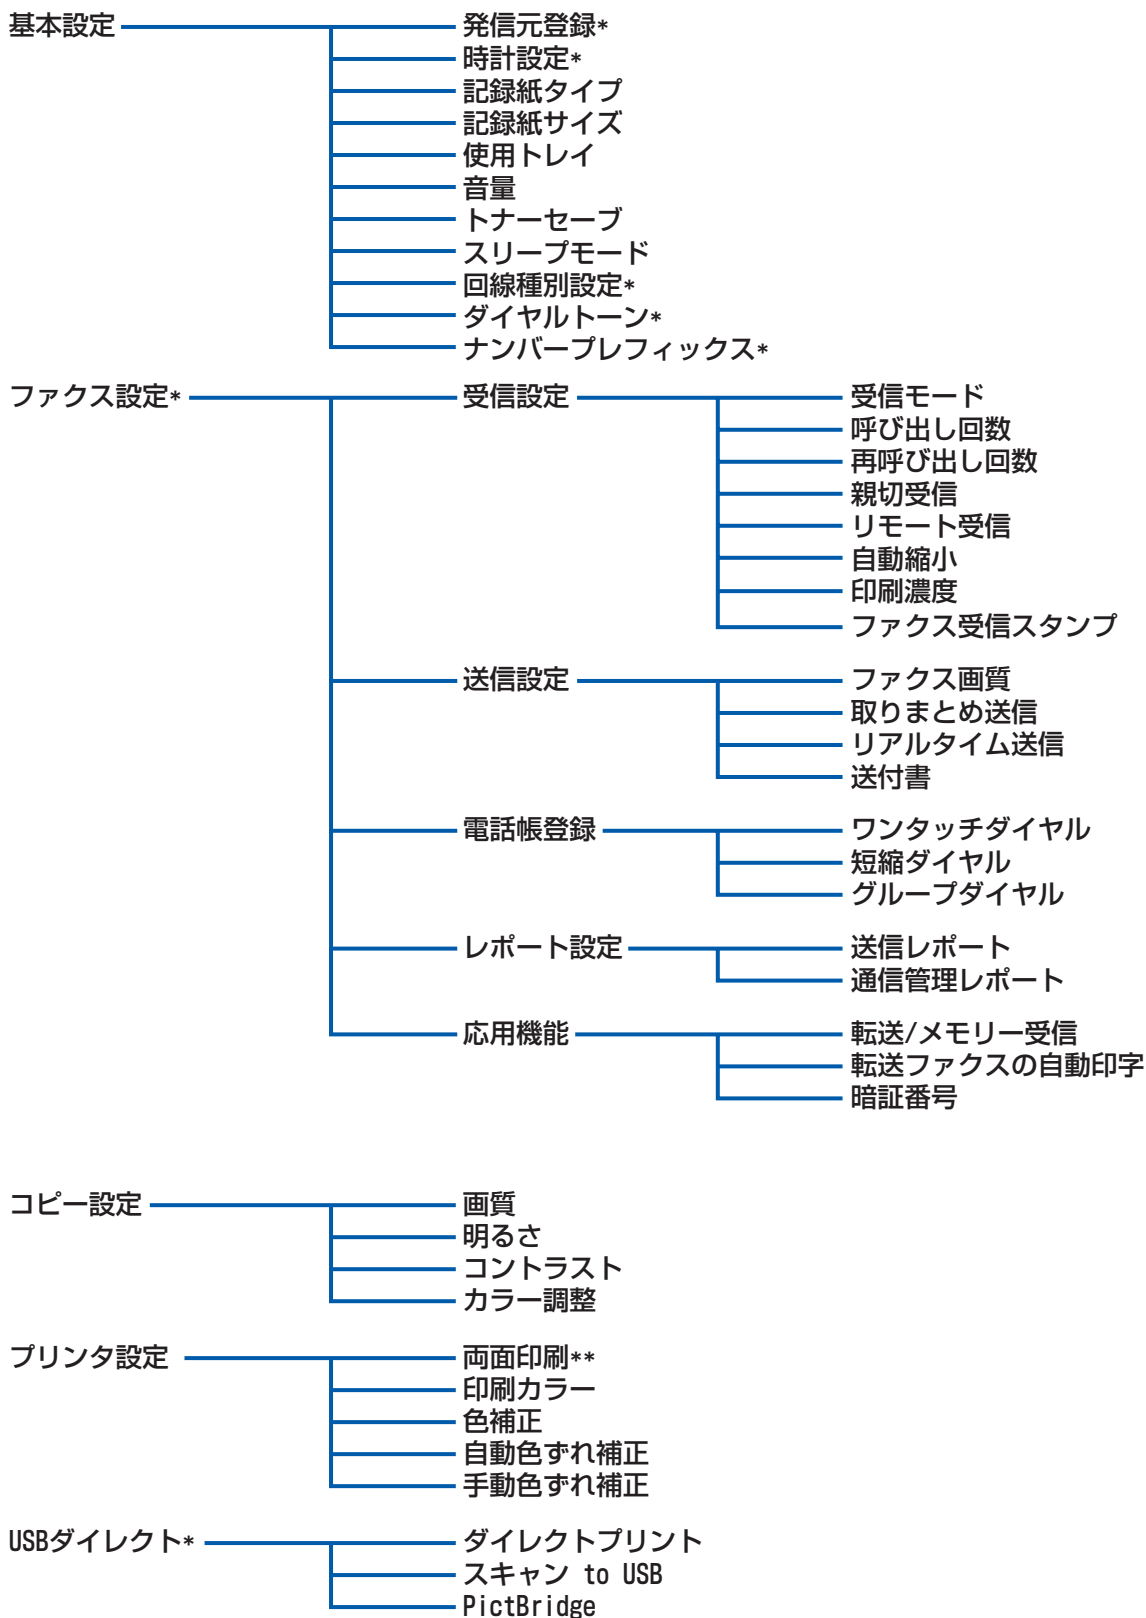 基本設定 発信元登録*
時計設定*
記録紙タイプ
記録紙サイズ
使用トレイ
音量
トナーセーブ
スリープモード
回線種別設定*
ダイヤルトーン*
ナンバープレフィックス*
ファクス設定* 受信設定 受信モード
呼び出し回数
再呼び出し回数
親切受信
リモート受信
自動縮小
印刷濃度
ファクス受信スタンプ
送信設定 ファクス画質
取りまとめ送信
リアルタイム送信
送付書
電話帳登録 ワンタッチダイヤル
短縮ダイヤル
グループダイヤル
レポート設定 送信レポート
通信管理レポート
応用機能 転送/メモリー受信
転送ファクスの自動印字
暗証番号
コピー設定 画質
明るさ
コントラスト
カラー調整
プリンタ設定 両面印刷**
印刷カラー
色補正
自動色ずれ補正
手動色ずれ補正
USBダイレクト* ダイレクトプリント
スキャン to USB
PictBridge